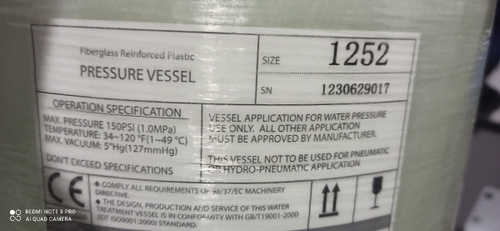 Fiberglass Reinforced Plastic
PRESSURE VESSEL
SIZE 1252
SN 1230629017
OPERATION SPECIFICATION
MAX. PRESSURE 150PSI (1.0MPa)
TEMPERATURE: 34~120 °F(1~49 °C)
MAX. VACUUM: 5"Hg(127mmHg)
DON'T EXCEED SPECIFICATIONS
VESSEL APPLICATION FOR WATER PRESSURE
USE ONLY. ALL OTHER APPLICATION
MUST BE APPROVED BY MANUFACTURER.
THIS VESSEL NOT TO BE USED FOR PNEUMATIC
OR HYDRO-PNEUMATIC APPLICATION
CE
COMPLY ALL REQUIREMENTS OF 96/37/EC MACHINERY
DIRECTIVE.
THE DESIGN, PRODUCTION AND SERVICE OF THIS WATER
TREATMENT VESSEL IS IN CONFORMITY WITH GB/T19001-2000
(IDT ISO9001:2000) STANDARD.
REDMI NOTE 8 PRO
AI QUAD CAMERA